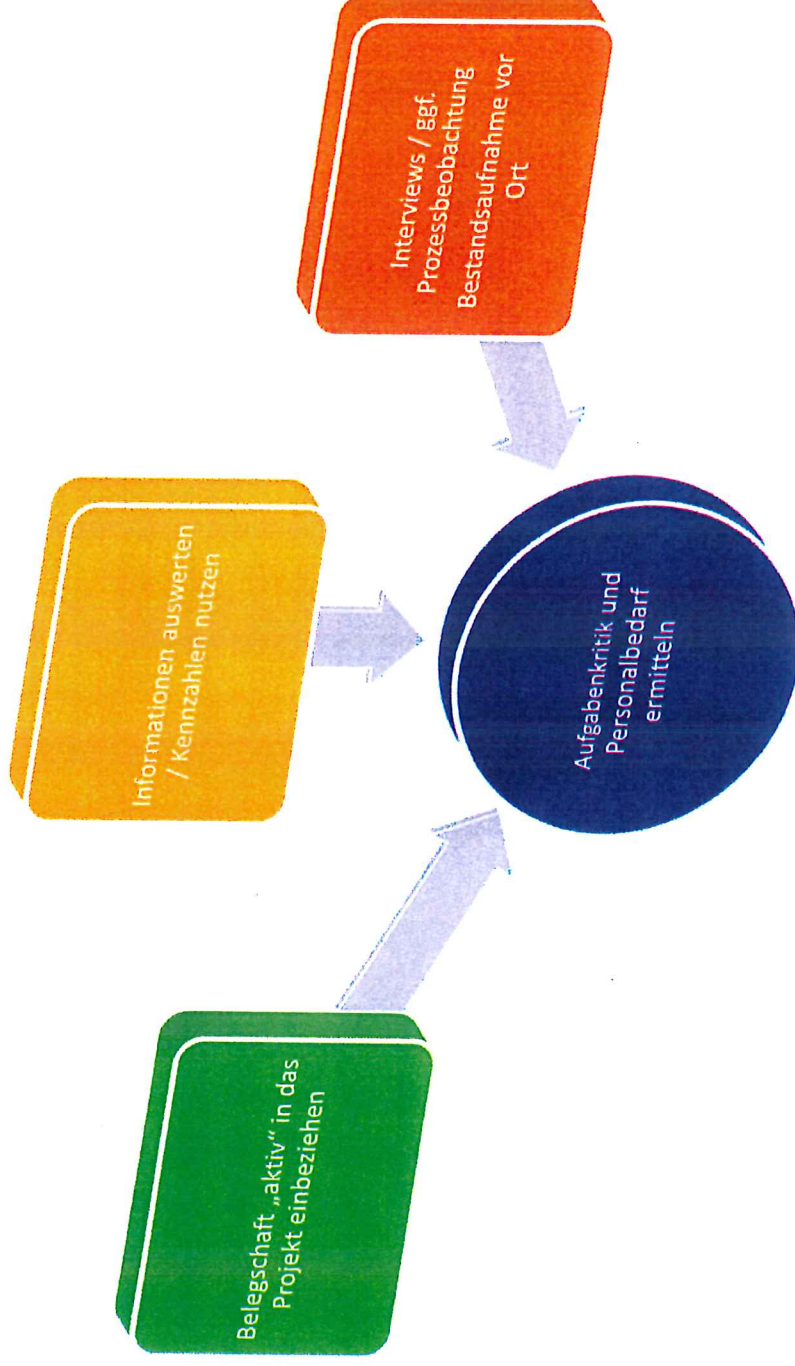 Belegschaft „aktiv“ in das
Projekt einbeziehen
Informationen auswerten
/ Kennzahlen nutzen
Interviews / ggf.
Prozessbeobachtung
Bestandsaufnahme vor
Ort
Aufgabenkritik und
Personalbedarf
ermitteln